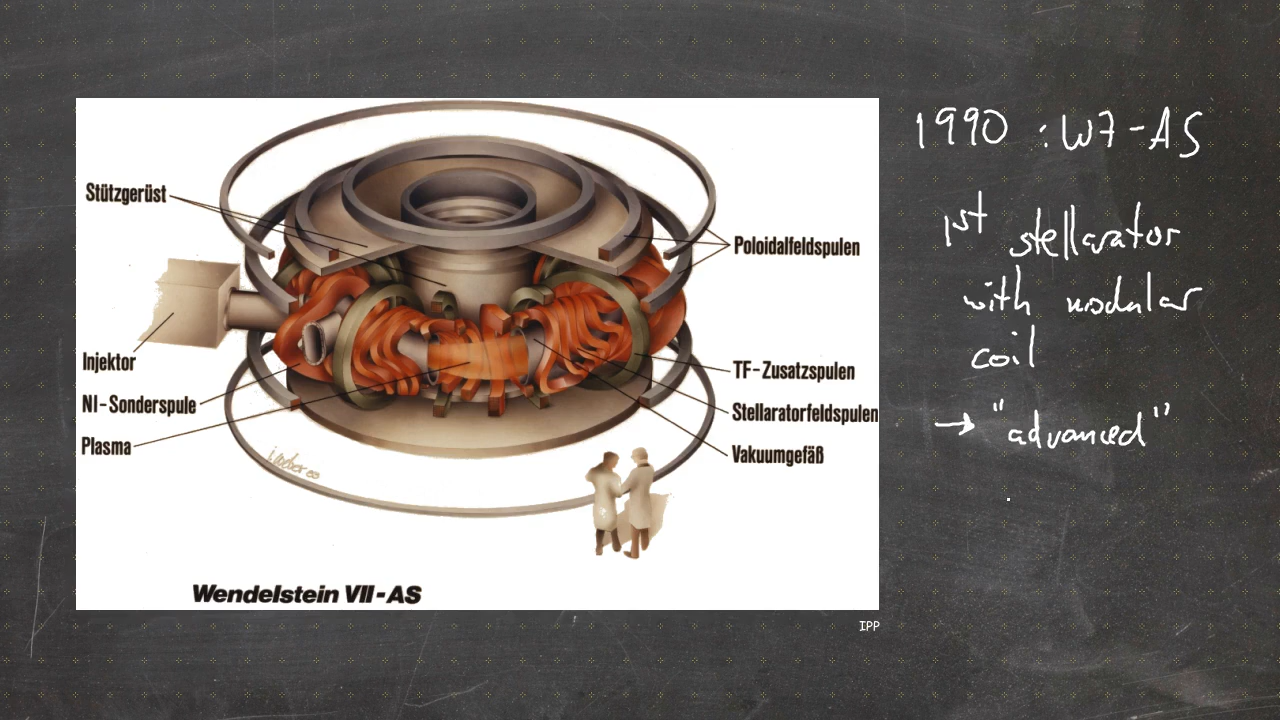 Stützgerüst
Poloidalfeldspulen
Injektor
TF-Zusatzspulen
NI-Sonderspule
Stellaratorfeldspulen
Plasma
Vakuumgefäß
Wendelstein VII-AS
IPP
1990 : W7-AS
1st stellarator
with modular
coil
→ "advanced"